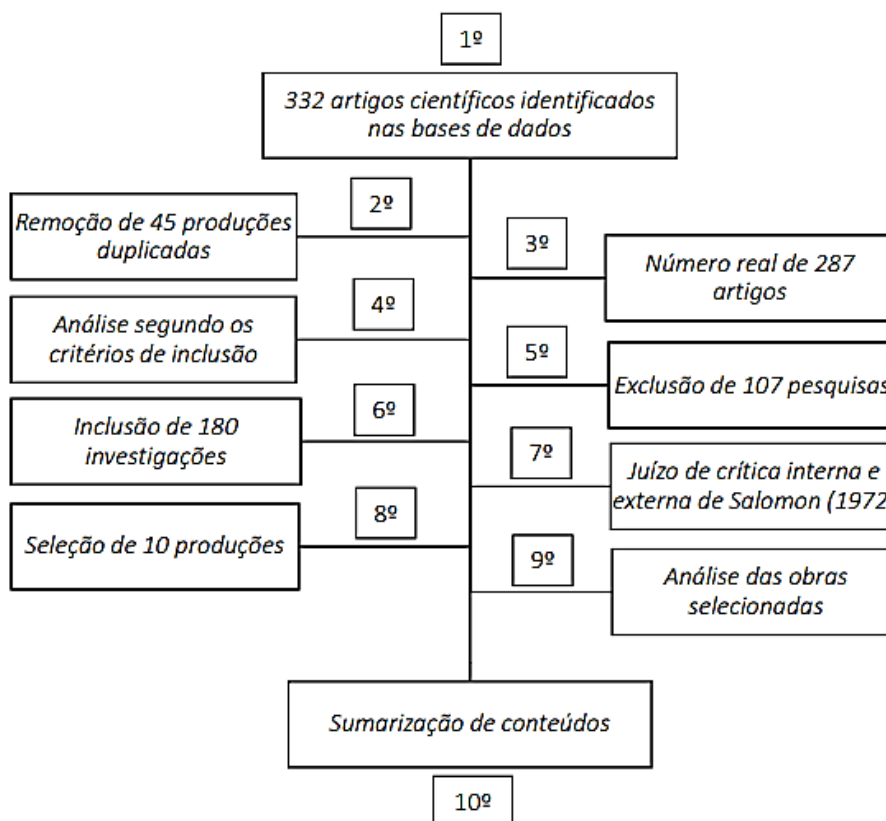 1º
332 artigos científicos identificados
nas bases de dados
2º
Remoção de 45 produções
duplicadas
3º
Número real de 287
artigos
4º
Análise segundo os
critérios de inclusão
5º
Exclusão de 107 pesquisas
6º
Inclusão de 180
investigações
7º
Juízo de crítica interna e
externa de Salomon (1972
8º
Seleção de 10 produções
9º
Análise das obras
selecionadas
Sumarização de conteúdos
10º